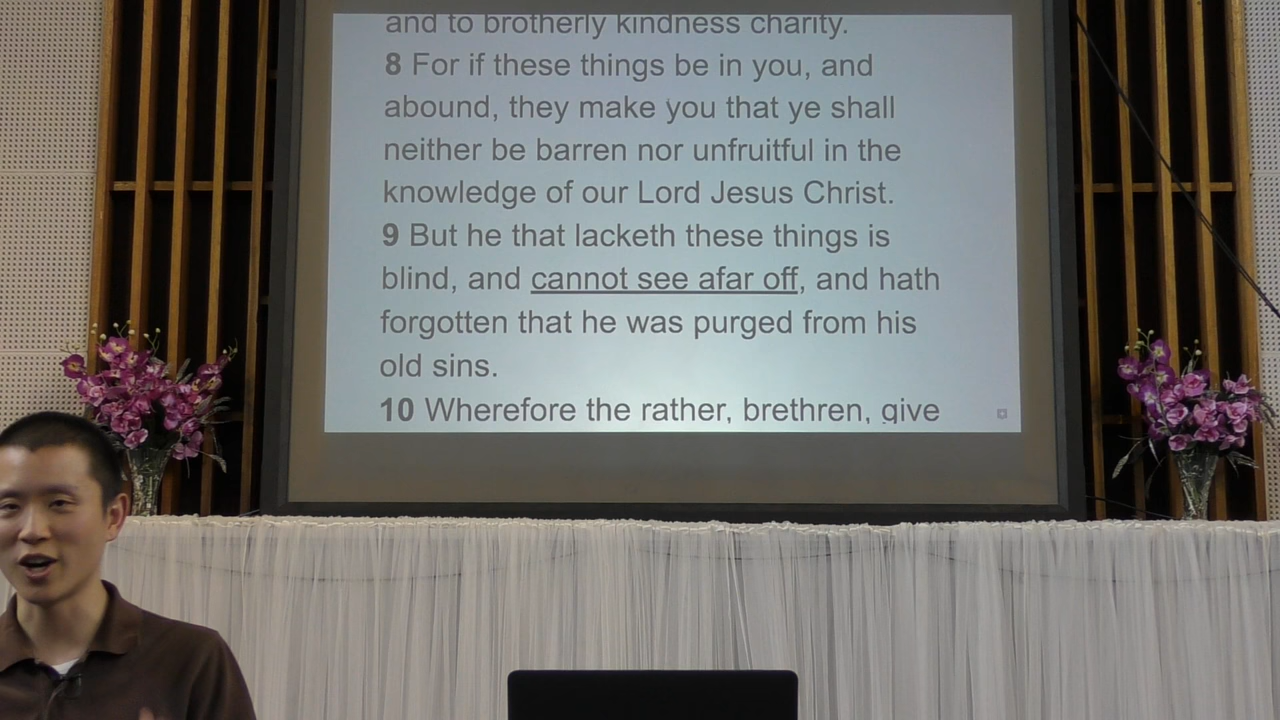 and to brotherly kindness charity.
8 For if these things be in you, and
abound, they make you that ye shall
neither be barren nor unfruitful in the
knowledge of our Lord Jesus Christ.
9 But he that lacketh these things is
blind, and cannot see afar off, and hath
forgotten that he was purged from his
old sins.
10 Wherefore the rather, brethren, give